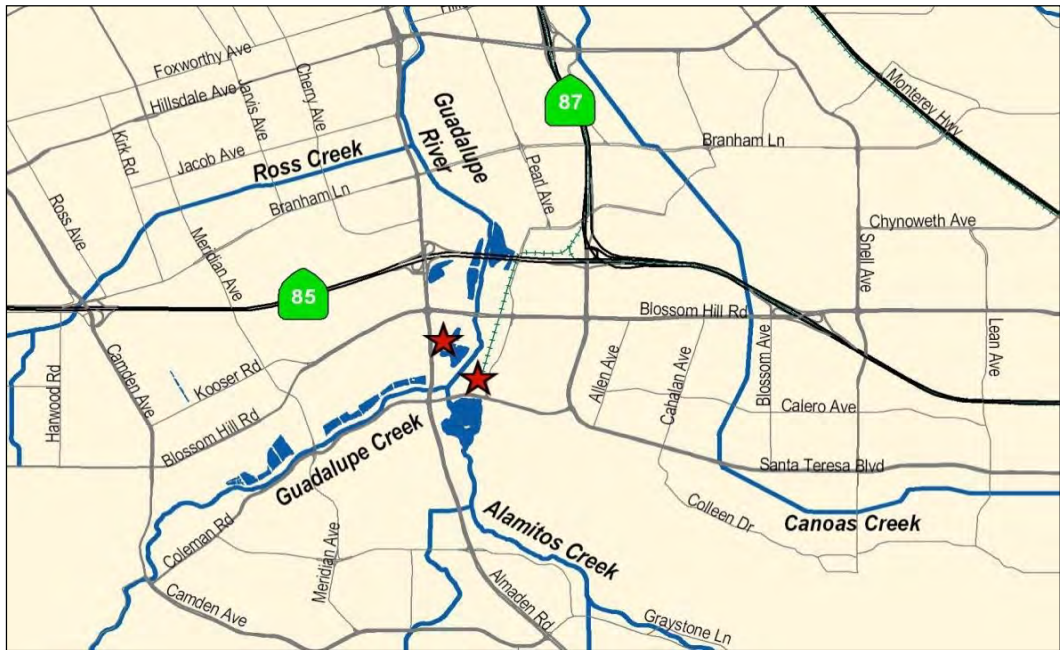 Foxworthy Ave
Hillsdale Ave
Jarvis Ave
Cherry Ave
Kirk Rd
Jacob Ave
Ross Creek
Guadalupe
River
87
Pearl Ave
Branham Ln
Monterey Hwy
Ross Ave
Branham Ln
Meridian Ave
Chynoweth Ave
Snell Ave
85
Blossom Hill Rd
Harwood Rd
Camden Ave
Kooser Rd
Allen Ave
Cahalan Ave
Blossom Ave
Lean Ave
Calero Ave
Blossom Hill Rd
Guadalupe Creek
Santa Teresa Blvd
Colleen Dr
Canoas Creek
Coleman Rd
Meridian Ave
Alamitos Creek
Camden Ave
Almaden Rd
Graystone Ln